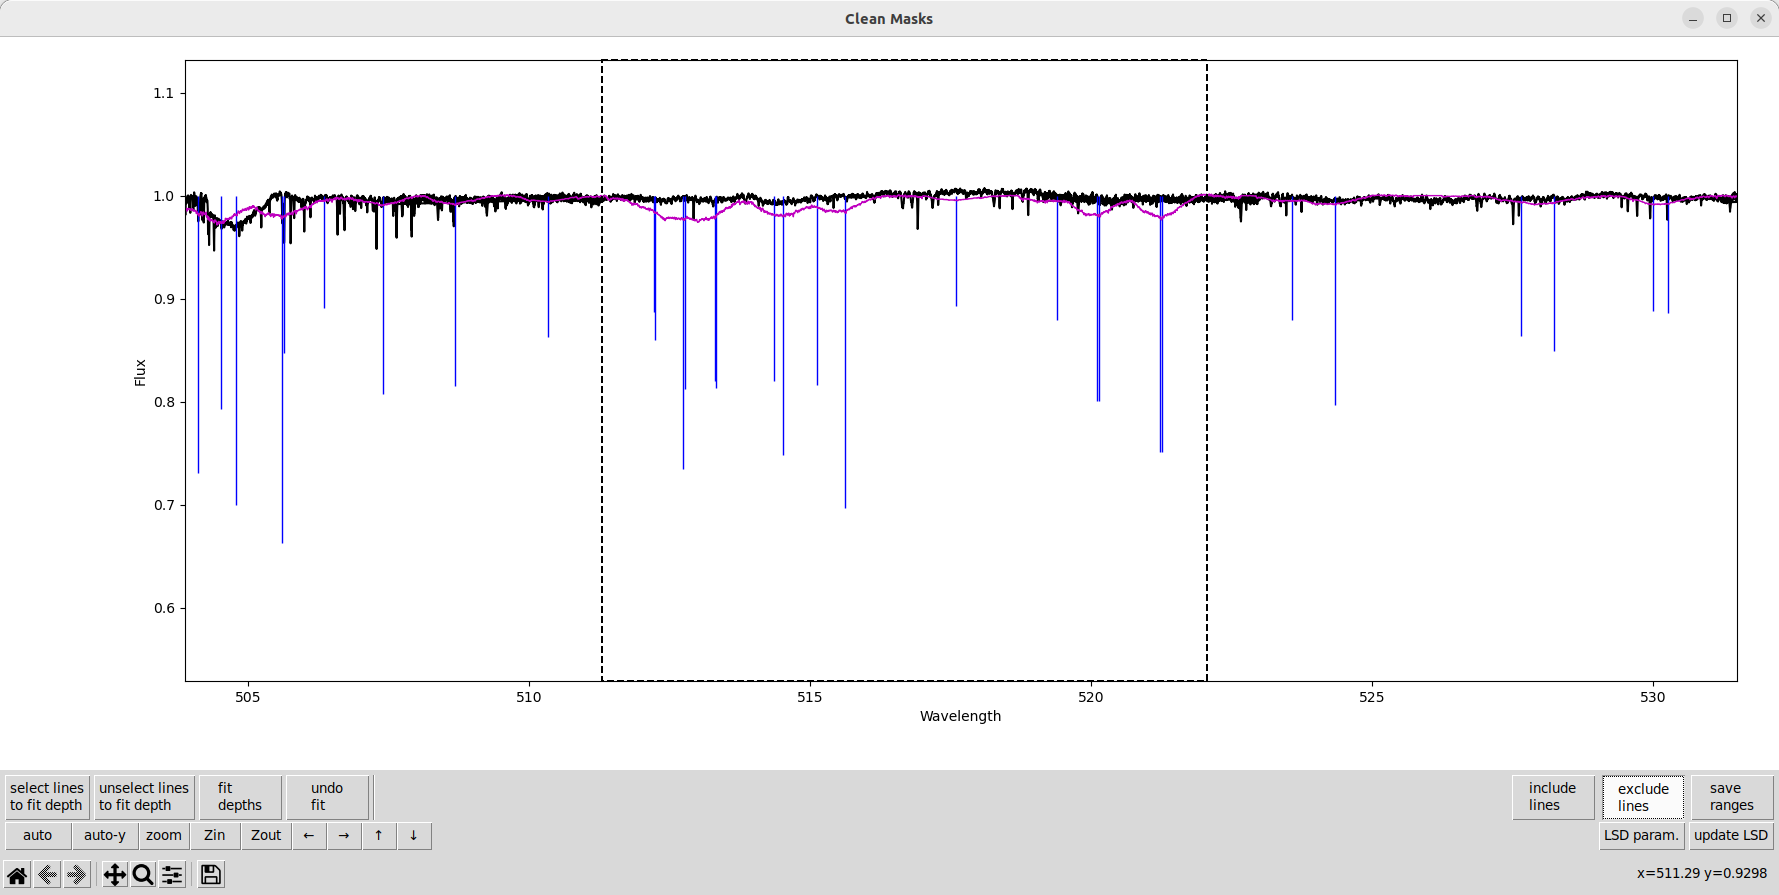 Clean Masks
1.1
1.0
0.9
0.8
0.7
0.6
Flux
505 510 515 520 525 530
Wavelength
select lines
to fit depth
unselect lines
to fit depth
fit
depths
undo
fit
include
lines
exclude
lines
save
ranges
auto auto-y zoom Zin Zout ← → ↑ ↓ LSD param. update LSD
x=511.29 y=0.9298